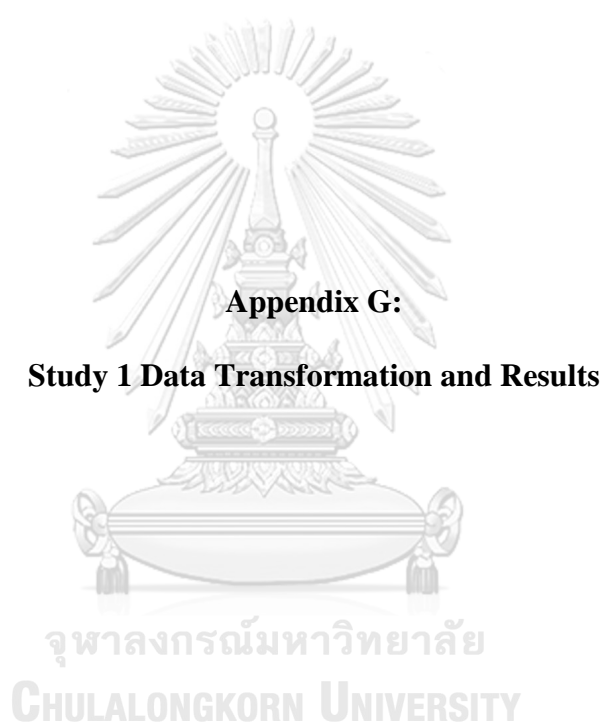 Appendix G:
Study 1 Data Transformation and Results
จุฬาลงกรณ์มหาวิทยาลัย
CHULALONGKORN UNIVERSITY